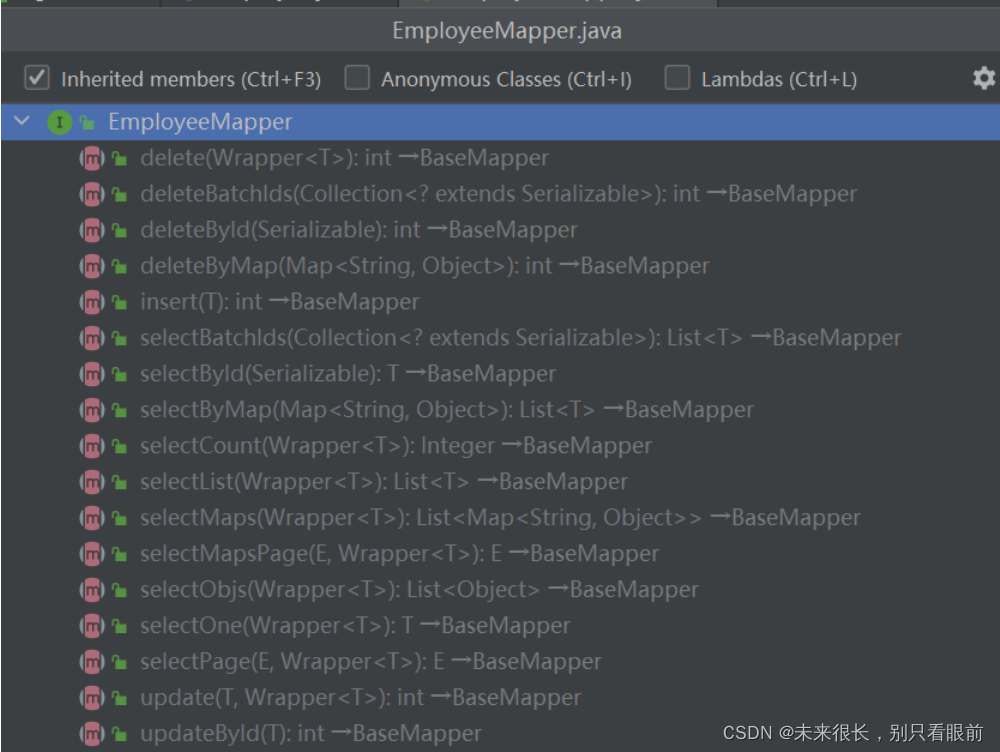 EmployeeMapper.java
Inherited members (Ctrl+F3) Anonymous Classes (Ctrl+I) Lambdas (Ctrl+L)
I EmployeeMapper
m delete(Wrapper<T>): int →BaseMapper
m deleteBatchIds(Collection<? extends Serializable>): int →BaseMapper
m deleteById(Serializable): int →BaseMapper
m deleteByMap(Map<String, Object>): int →BaseMapper
m insert(T): int →BaseMapper
m selectBatchIds(Collection<? extends Serializable>): List<T> →BaseMapper
m selectById(Serializable): T →BaseMapper
m selectByMap(Map<String, Object>): List<T> →BaseMapper
m selectCount(Wrapper<T>): Integer →BaseMapper
m selectList(Wrapper<T>): List<T> →BaseMapper
m selectMaps(Wrapper<T>): List<Map<String, Object>> →BaseMapper
m selectMapsPage(E, Wrapper<T>): E →BaseMapper
m selectObjs(Wrapper<T>): List<Object> →BaseMapper
m selectOne(Wrapper<T>): T →BaseMapper
m selectPage(E, Wrapper<T>): E →BaseMapper
m update(T, Wrapper<T>): int →BaseMapper
m updateById(T): int →BaseMapper
CSDN @未来很长，别只看眼前